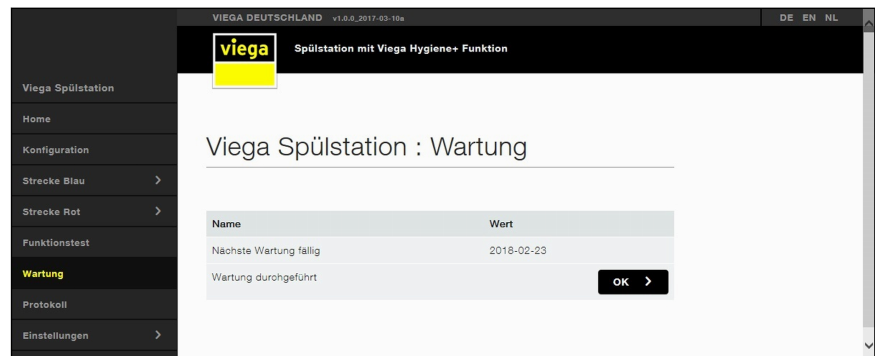 VIEGA DEUTSCHLAND v1.0.0_2017-03-10a
DE EN NL
viega
Spülstation mit Viega Hygiene+ Funktion
Viega Spülstation
Home
Konfiguration
Strecke Blau
Strecke Rot
Funktionstest
Wartung
Protokoll
Einstellungen
Viega Spülstation : Wartung
Name Wert
Nächste Wartung fällig 2018-02-23
Wartung durchgeführt OK